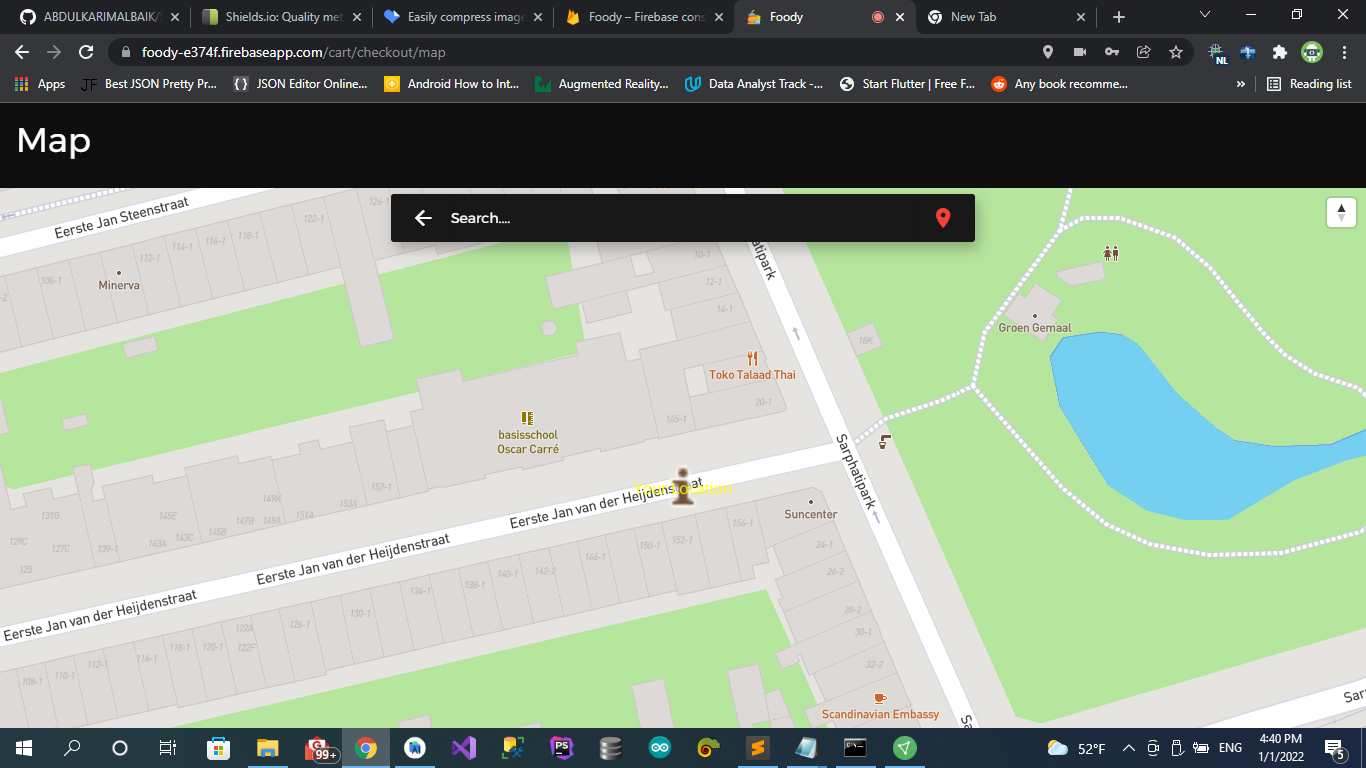 ABDULKARIMALBAIK/
Shields.io: Quality met
Easily compress image
Foody – Firebase cons
Foody
New Tab
foody-e374f.firebaseapp.com/cart/checkout/map
NL
Apps
JF Best JSON Pretty Pr...
JSON Editor Online...
Android How to Int...
Augmented Reality...
Data Analyst Track -...
Start Flutter | Free F...
Any book recomme...
»
Reading list
Map
Search....
Eerste Jan Steenstraat
126-1
122-1
118-1
116-1
114-1
112-1
106-1
Minerva
Sarphatipark
10-1
12-1
14-1
18K
Groen Gemaal
Toko Talaad Thai
20-1
165-1
basisschool
Oscar Carré
Sarphatipark
157-1
153A
149K
151A
149A
147B
145B
145E
143C
143A
139-1
131G
129C
127C
125
Your Location
Eerste Jan van der Heijdenstraat
Eerste Jan van der Heijdenstraat
Eerste Jan van der Heijdenstraat
Suncenter
156-1
152-1
150-1
146-1
142-2
140-1
138-1
134-1
130-1
126-1
122A
122F
120-1
118-1
116-1
112-1
110-1
108-1
24-1
26-2
28-2
30-1
32-2
Scandinavian Embassy
99+
PS
52°F
ENG
4:40 PM
1/1/2022
5